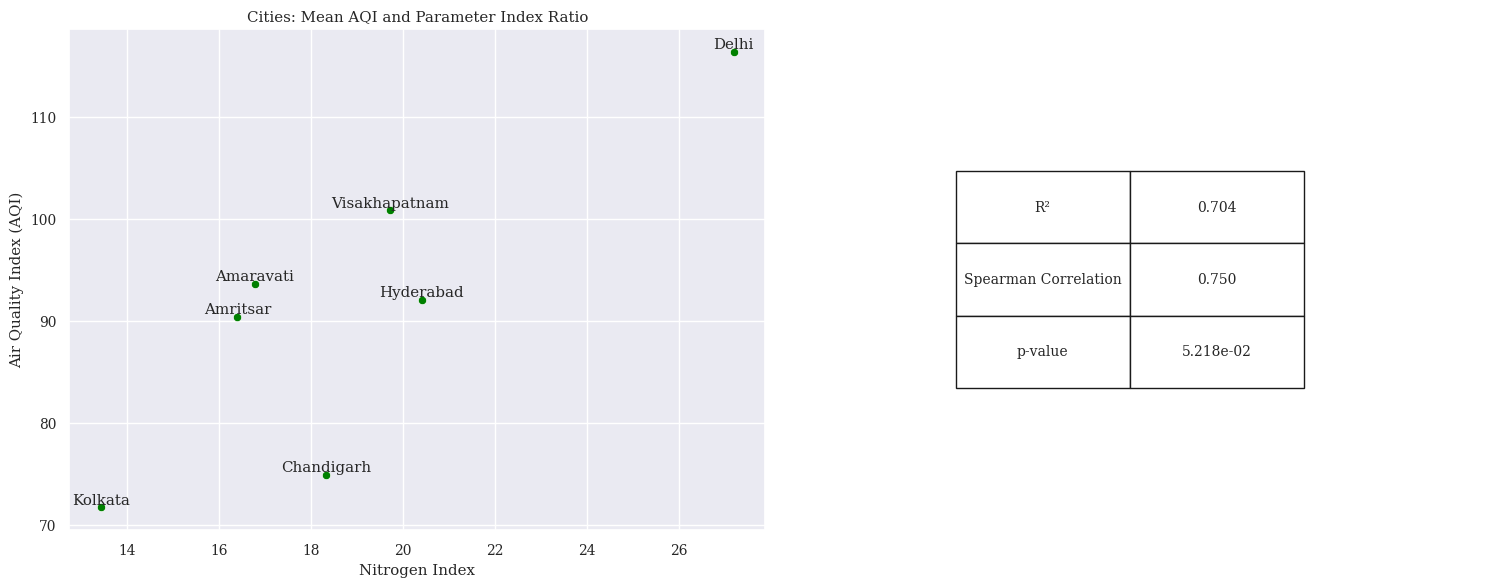 Cities: Mean AQI and Parameter Index Ratio
Delhi
110
Visakhapatnam
100
Amaravati
Hyderabad
Amritsar
90
80
Chandigarh
Kolkata
70
14 16 18 20 22 24 26
Nitrogen Index
Air Quality Index (AQI)
R² 0.704
Spearman Correlation 0.750
p-value 5.218e-02